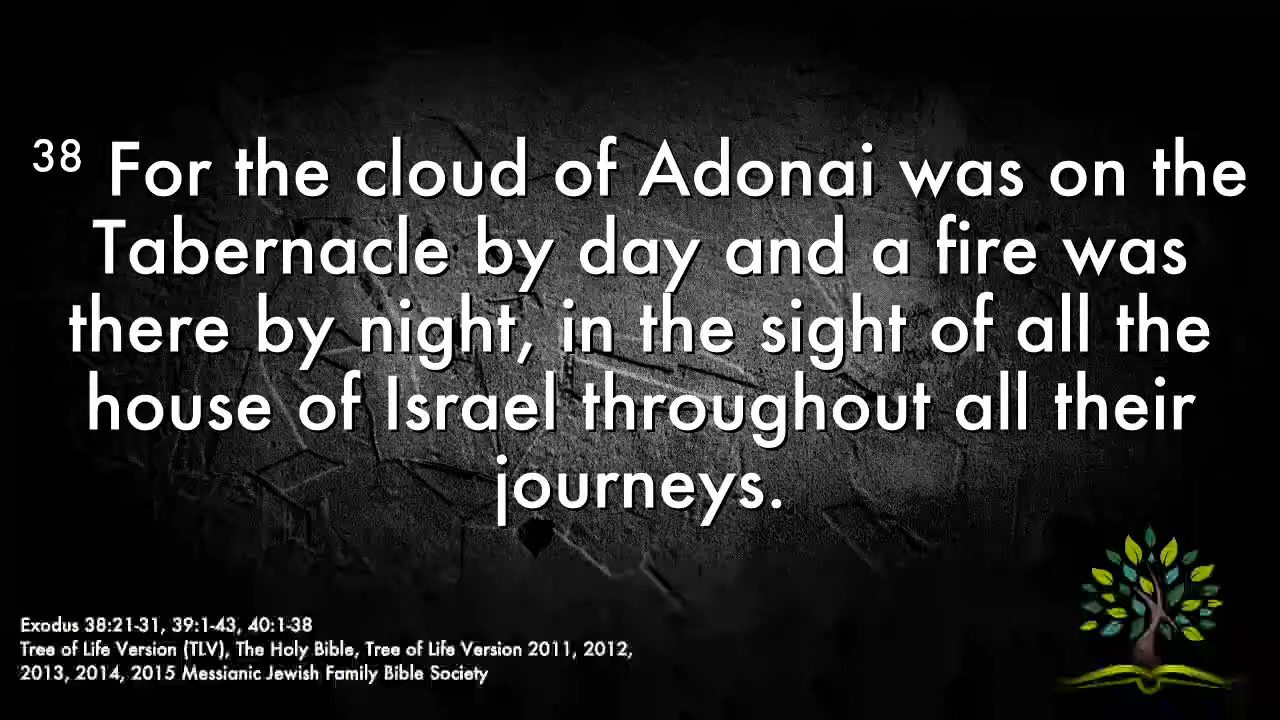 38 For the cloud of Adonai was on the
Tabernacle by day and a fire was
there by night, in the sight of all the
house of Israel throughout all their
journeys.
Exodus 38:21-31, 39:1-43, 40:1-38
Tree of Life Version (TLV), The Holy Bible, Tree of Life Version 2011, 2012,
2013, 2014, 2015 Messianic Jewish Family Bible Society